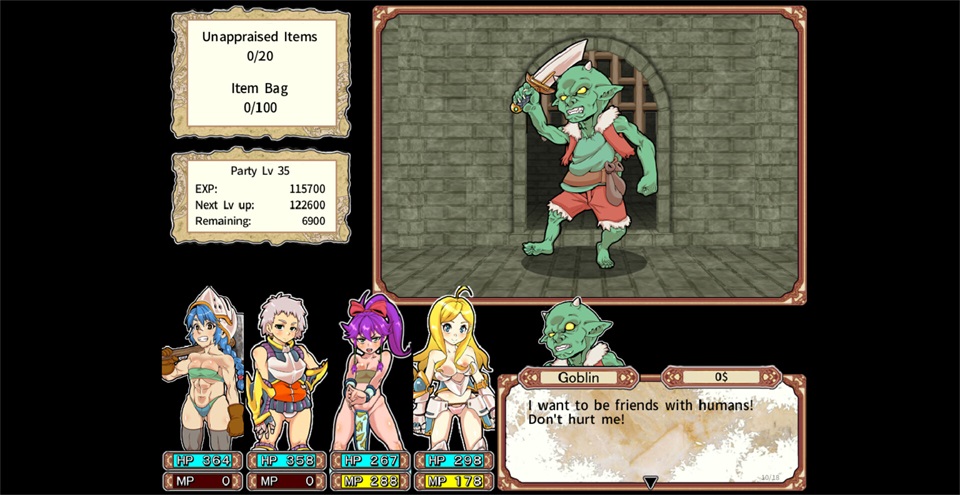 Unappraised Items
0/20
Item Bag
0/100
Party Lv 35
EXP: 115700
Next Lv up: 122600
Remaining: 6900
Goblin
0$
I want to be friends with humans!
Don't hurt me!
HP 364
HP 358
HP 267
HP 298
MP 0
MP 0
MP 288
MP 178